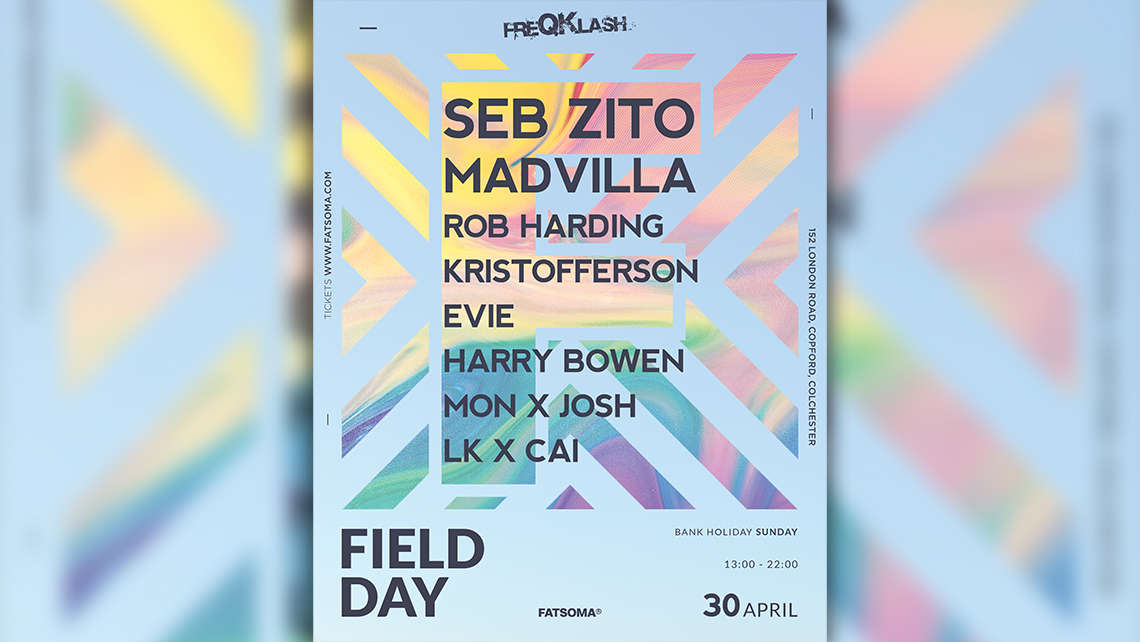 FREQKLASH
SEB ZITO
MADVILLA
ROB HARDING
KRISTOFFERSON
EVIE
HARRY BOWEN
MON X JOSH
LK X CAI
TICKETS WWW.FATSOMA.COM
152 LONDON ROAD, COPFORD, COLCHESTER
FIELD
DAY
BANK HOLIDAY SUNDAY
13:00 - 22:00
30 APRIL
FATSOMA®